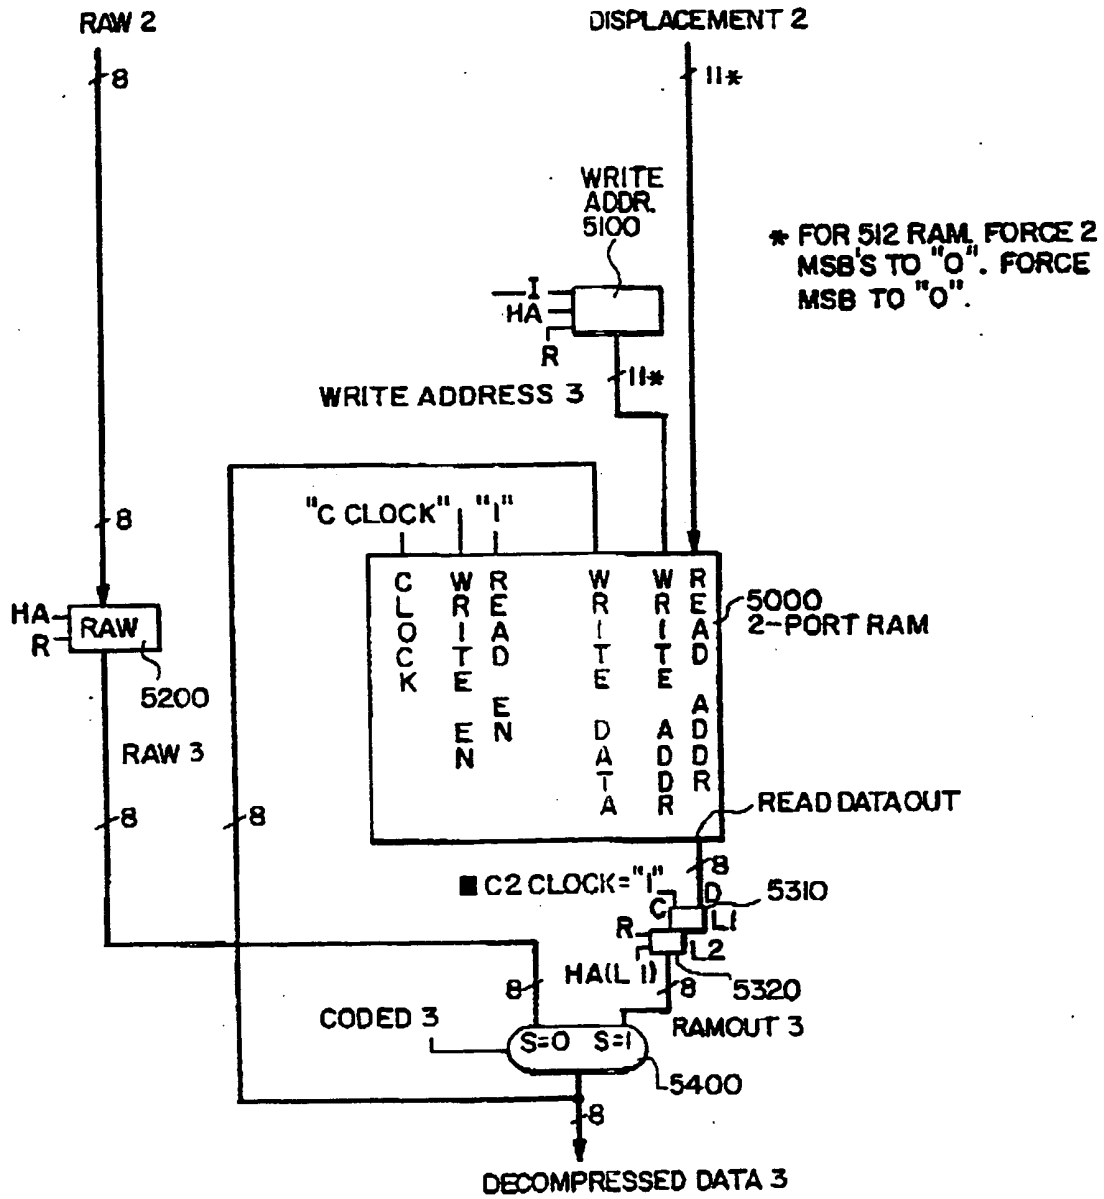 RAW 2
DISPLACEMENT 2
8
11*
WRITE
ADDR.
5100
* FOR 512 RAM FORCE 2
MSB'S TO "0". FORCE
MSB TO "0".
I
HA
R
11*
WRITE ADDRESS 3
8
"C CLOCK"
"1"
CLOCK
WRITE EN
READ EN
WRITE DATA
WRITE ADDR
READ ADDR
5000
2-PORT RAM
HA
R
RAW
5200
RAW 3
8
8
READ DATA OUT
8
C2 CLOCK="1"
D
C
5310
L1
R
L2
HA(L1)
8
5320
8
CODED 3
RAMOUT 3
S=0 S=1
5400
8
DECOMPRESSED DATA 3